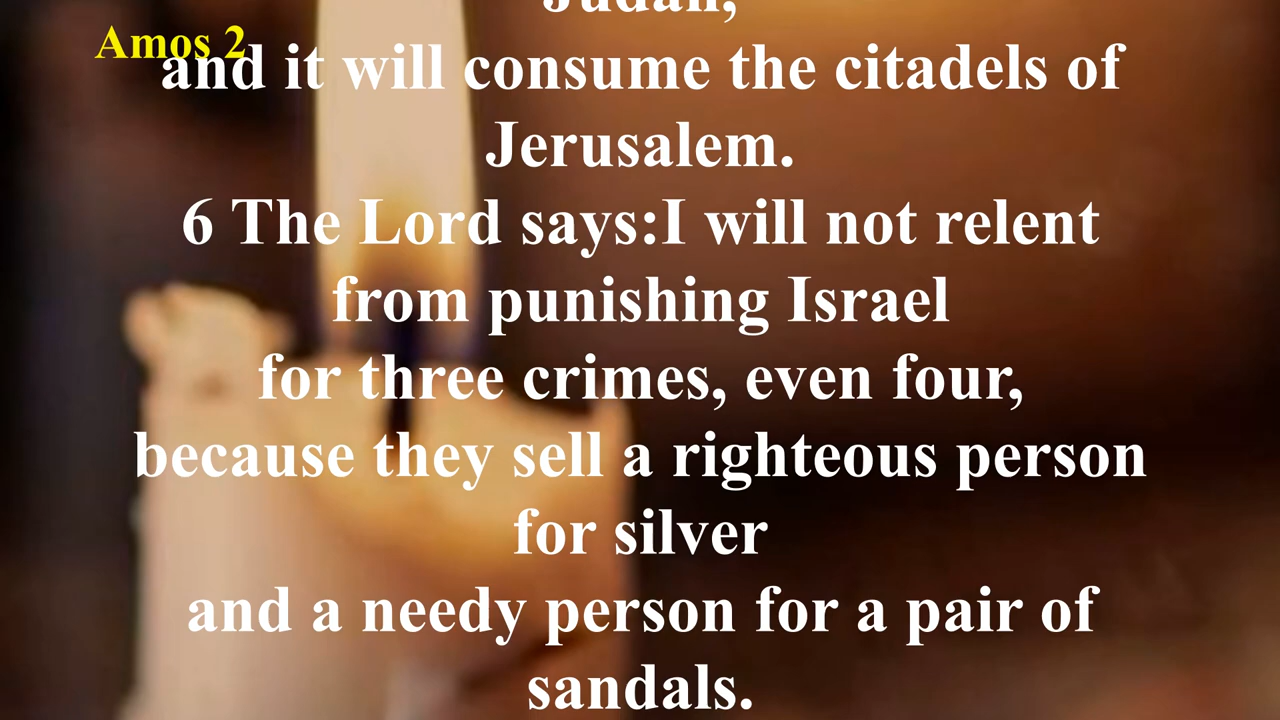 Judah,
Amos 2
and it will consume the citadels of
Jerusalem.
6 The Lord says:I will not relent
from punishing Israel
for three crimes, even four,
because they sell a righteous person
for silver
and a needy person for a pair of
sandals.